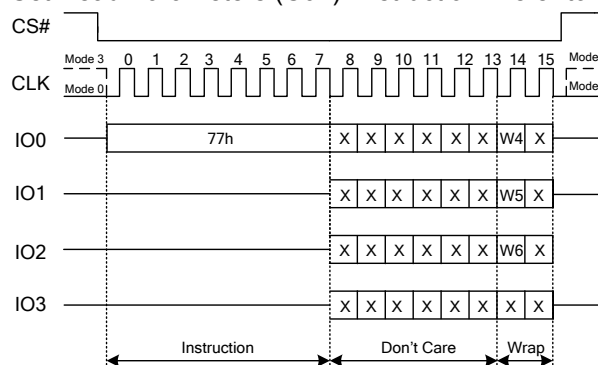 CS#
Mode 3 0 1 2 3 4 5 6 7 8 9 10 11 12 13 14 15 Mode
CLK
Mode 0 Mode
IO0 77h X X X X X X W4 X
IO1 X X X X X X W5 X
IO2 X X X X X X W6 X
IO3 X X X X X X X X
Instruction Don't Care Wrap